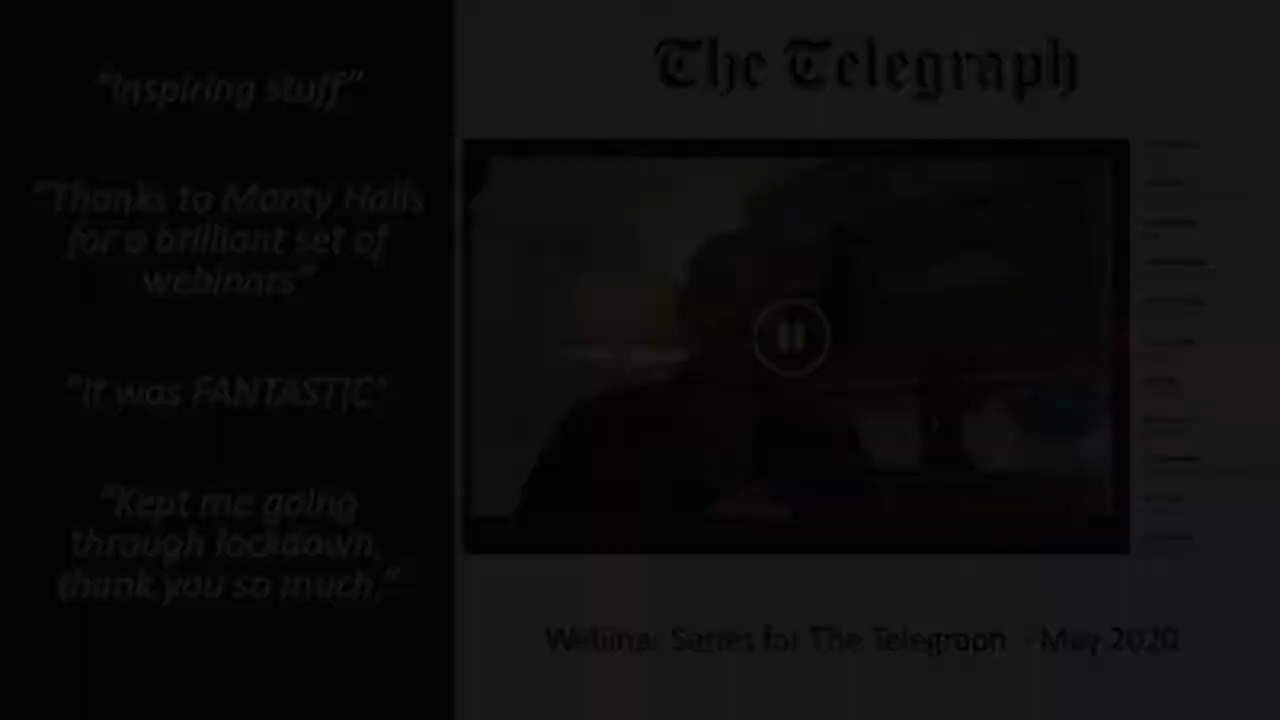 "Inspiring stuff"
"Thanks to Monty Halls
for a brilliant set of
webinars"
"It was FANTASTIC"
"Kept me going
through lockdown,
thank you so much."
The Telegraph
Webinar Series for The Telegraph - May 2020